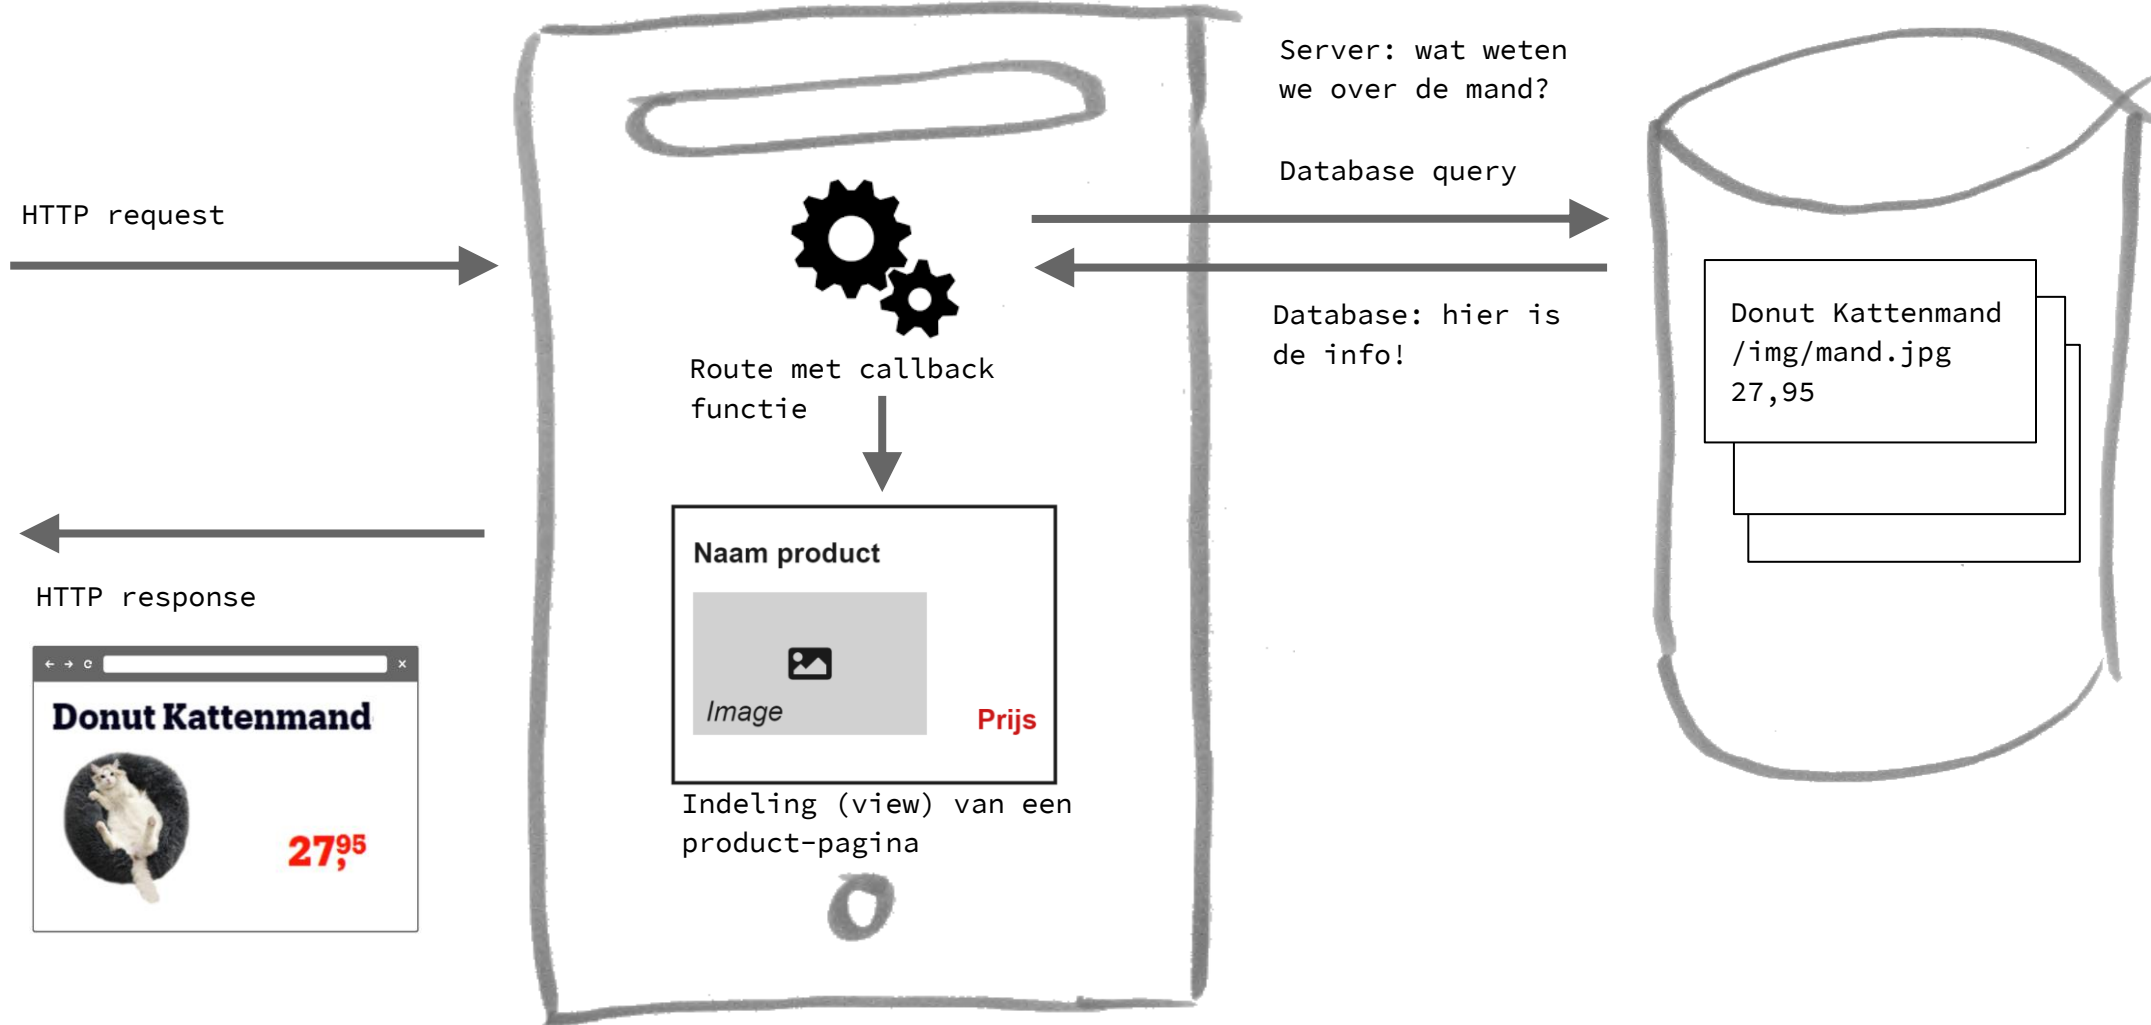 HTTP request
HTTP response
Donut Kattenmand
27,95
Route met callback
functie
Naam product
Image
Prijs
Indeling (view) van een
product-pagina
Server: wat weten
we over de mand?
Database query
Database: hier is
de info!
Donut Kattenmand
/img/mand.jpg
27,95